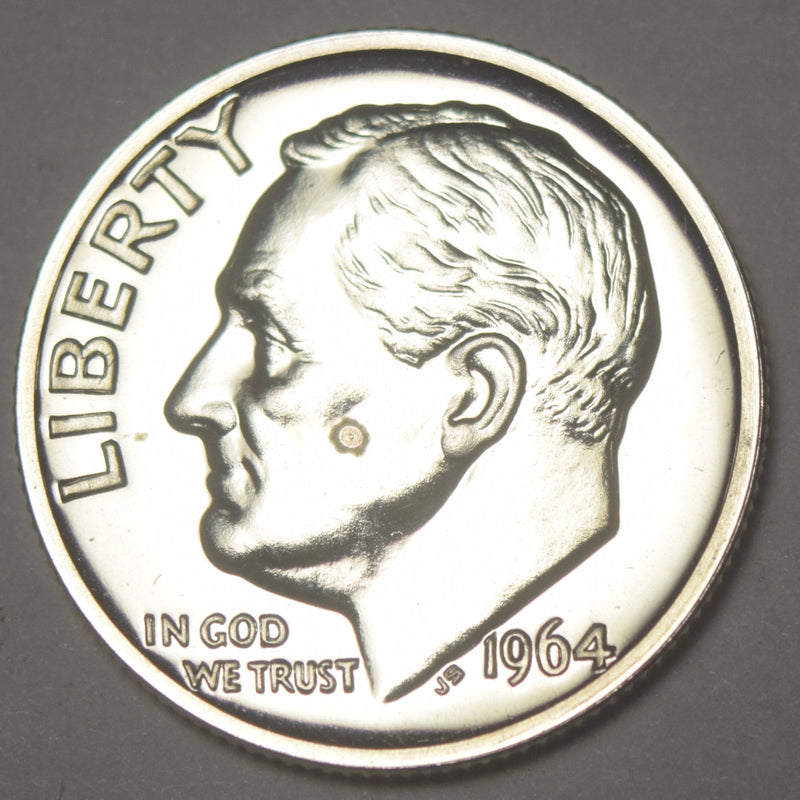 LIBERTY
IN GOD
WE TRUST
JS
1964